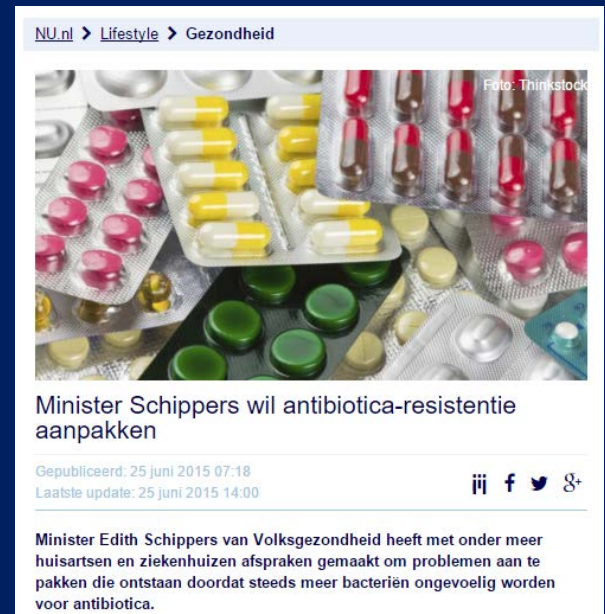 NU.nl > Lifestyle > Gezondheid
Foto: Thinkstock
Minister Schippers wil antibiotica-resistentie
aanpakken
Gepubliceerd: 25 juni 2015 07:18
Laatste update: 25 juni 2015 14:00
Minister Edith Schippers van Volksgezondheid heeft met onder meer
huisartsen en ziekenhuizen afspraken gemaakt om problemen aan te
pakken die ontstaan doordat steeds meer bacteriën ongevoelig worden
voor antibiotica.